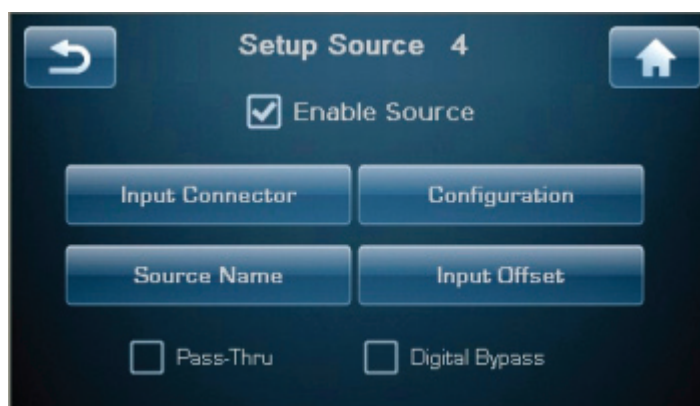 Setup Source 4
Enable Source
Input Connector Configuration
Source Name Input Offset
Pass-Thru Digital Bypass